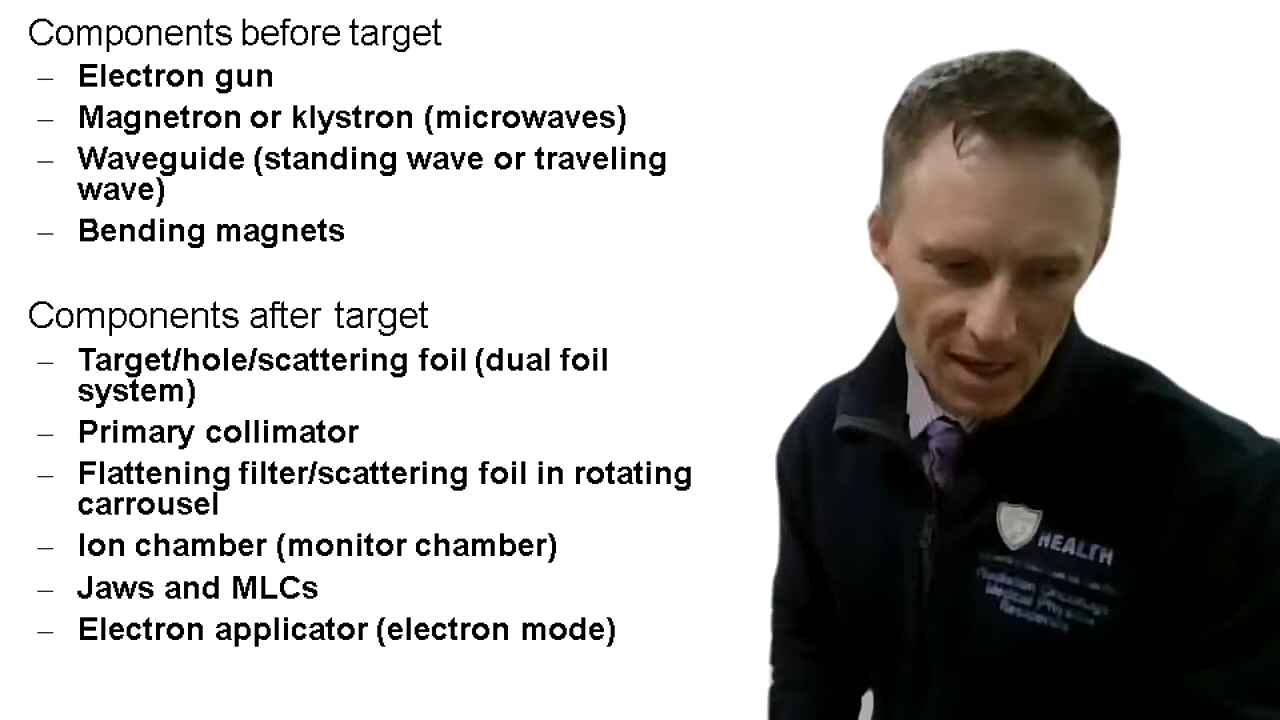 Components before target
– Electron gun
– Magnetron or klystron (microwaves)
– Waveguide (standing wave or traveling
wave)
– Bending magnets
Components after target
– Target/hole/scattering foil (dual foil
system)
– Primary collimator
– Flattening filter/scattering foil in rotating
carrousel
– Ion chamber (monitor chamber)
– Jaws and MLCs
– Electron applicator (electron mode)
HEALTH